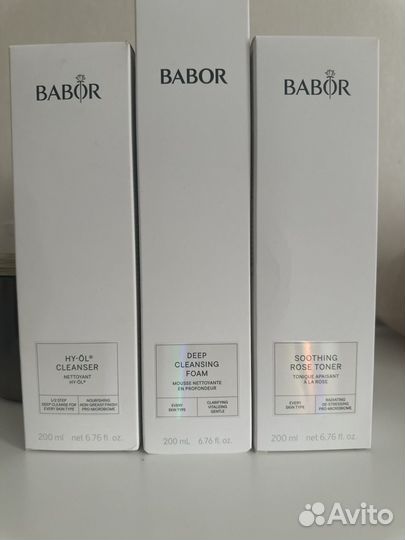 BABOR
HY-ÖL®
CLEANSER
NETTOYANT
HY-ÖL®
1/2 STEP
DEEP CLEANSE FOR
EVERY SKIN TYPE
NOURISHING
NON-GREASY FINISH
PRO-MICROBIOME
200 ml net 6.76 fl. oz.
BABOR
DEEP
CLEANSING
FOAM
MOUSSE NETTOYANTE
EN PROFONDEUR
EVERY
SKIN TYPE
CLARIFYING
VITALIZING
GENTLE
200 mL 6.76 fl. oz.
BABOR
SOOTHING
ROSE TONER
TONIQUE APAISANT
À LA ROSE
EVERY
SKIN TYPE
RADIATING
DE-STRESSING
PRO-MICROBIOME
200 ml net 6.76 fl. oz.
Avito